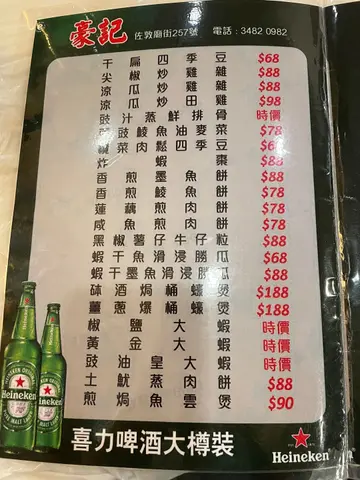 豪記 佐敦廟街257號 電話：3482 0982
干扁四季豆 $68
尖椒炒雞雜 $88
涼瓜炒雞雜 $88
涼瓜炒田雞 $98
豉汁蒸鮮排骨 時價
豉鯪魚油麥菜 $78
欖菜肉鬆四季豆 $68
炸蝦棗 $88
香煎墨魚餅 $88
香煎鯪魚餅 $78
蓮藕煎肉餅 $78
咸魚煎肉餅 $78
黑椒薯仔牛仔粒 $88
蝦干魚滑浸勝瓜 $68
蝦干墨魚滑浸勝瓜 $88
砵酒焗桶蠔煲 $188
薑蔥爆桶蠔煲 $188
椒鹽大蝦 時價
黃金大蝦 時價
豉油皇大蝦 時價
土魷蒸肉餅 $88
煎焗魚雲煲 $90
喜力啤酒大樽裝
Heineken
Heineken
Heineken